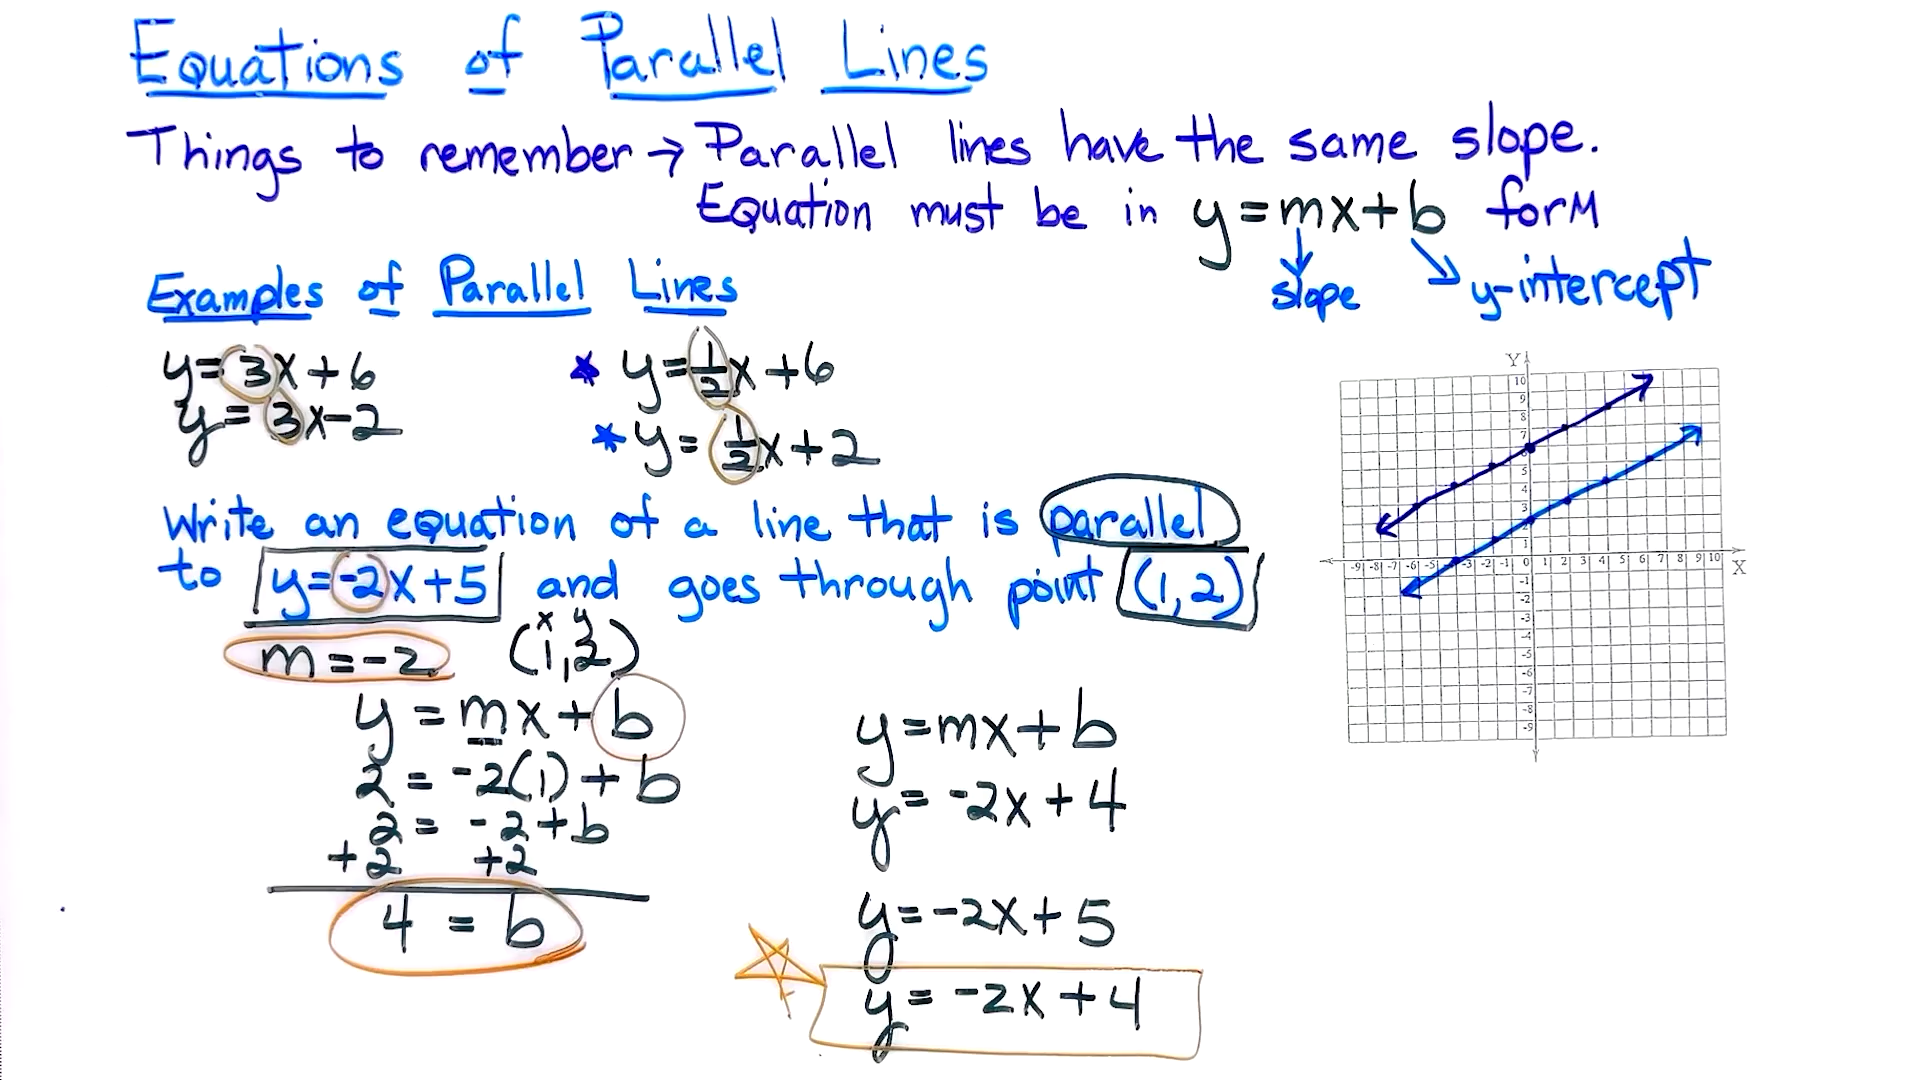 Equations of Parallel Lines
Things to remember → Parallel lines have the same slope.
Equation must be in y=mx+b form
slope
y-intercept
Examples of Parallel Lines
y=3x+6
y=3x-2
* y=1/2x+6
* y=1/2x+2
Write an equation of a line that is parallel
to y=-2x+5 and goes through point (1,2)
m=-2
x y
(1,2)
y=mx+b
2=-2(1)+b
2=-2+b
+2 +2
4=b
y=mx+b
y=-2x+4
y=-2x+5
y=-2x+4
Y
10
9
8
7
5
4
3
2
1
-9 -8 -7 -6 -5 -3 -2 -1 0 1 2 3 4 5 6 7 8 9 10
X
-1
-2
-3
-4
-5
-6
-7
-8
-9